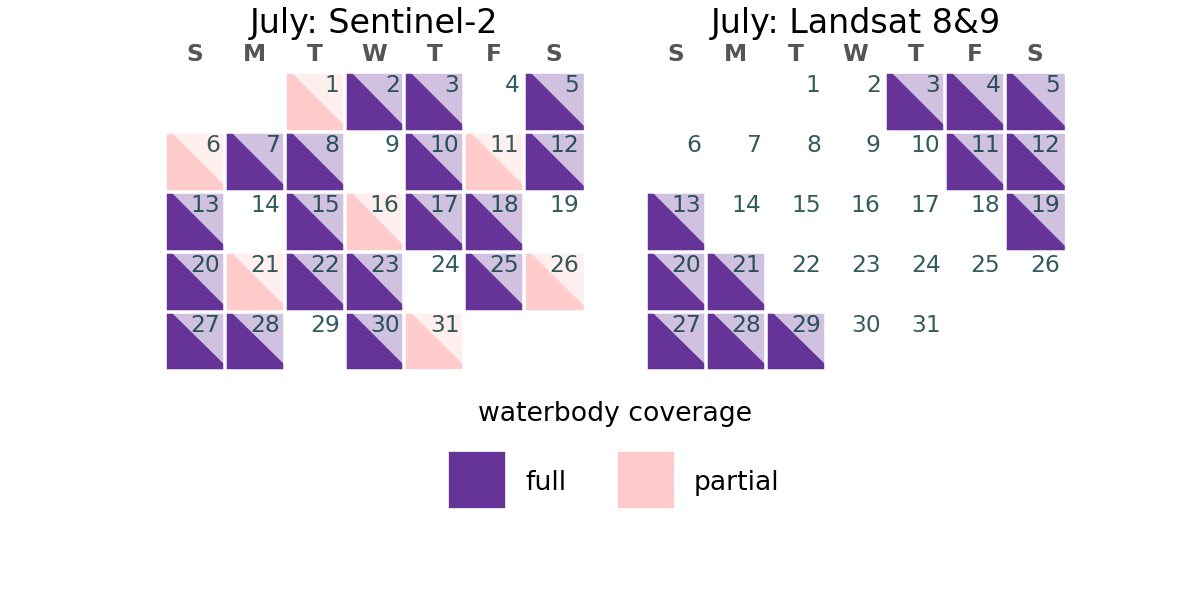 July: Sentinel-2
S M T W T F S
1 2 3 4 5
6 7 8 9 10 11 12
13 14 15 16 17 18 19
20 21 22 23 24 25 26
27 28 29 30 31
July: Landsat 8&9
S M T W T F S
1 2 3 4 5
6 7 8 9 10 11 12
13 14 15 16 17 18 19
20 21 22 23 24 25 26
27 28 29 30 31
waterbody coverage
full partial